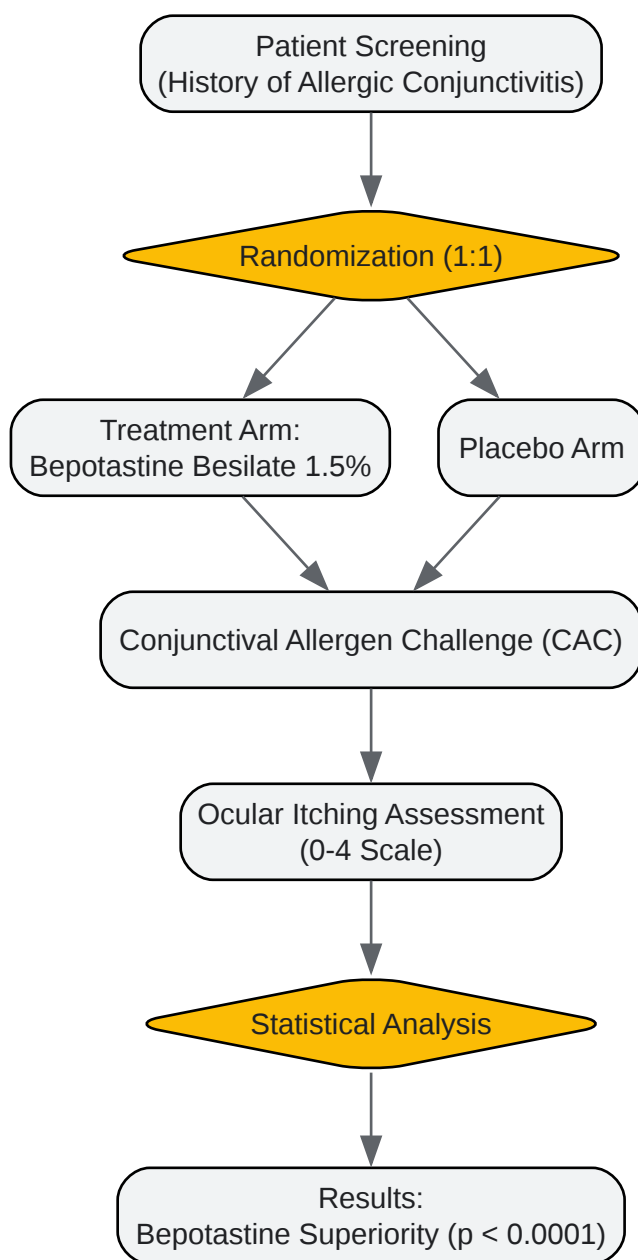 Patient Screening
(History of Allergic Conjunctivitis)
Randomization (1:1)
Treatment Arm:
Bepotastine Besilate 1.5%
Placebo Arm
Conjunctival Allergen Challenge (CAC)
Ocular Itching Assessment
(0-4 Scale)
Statistical Analysis
Results:
Bepotastine Superiority (p < 0.0001)